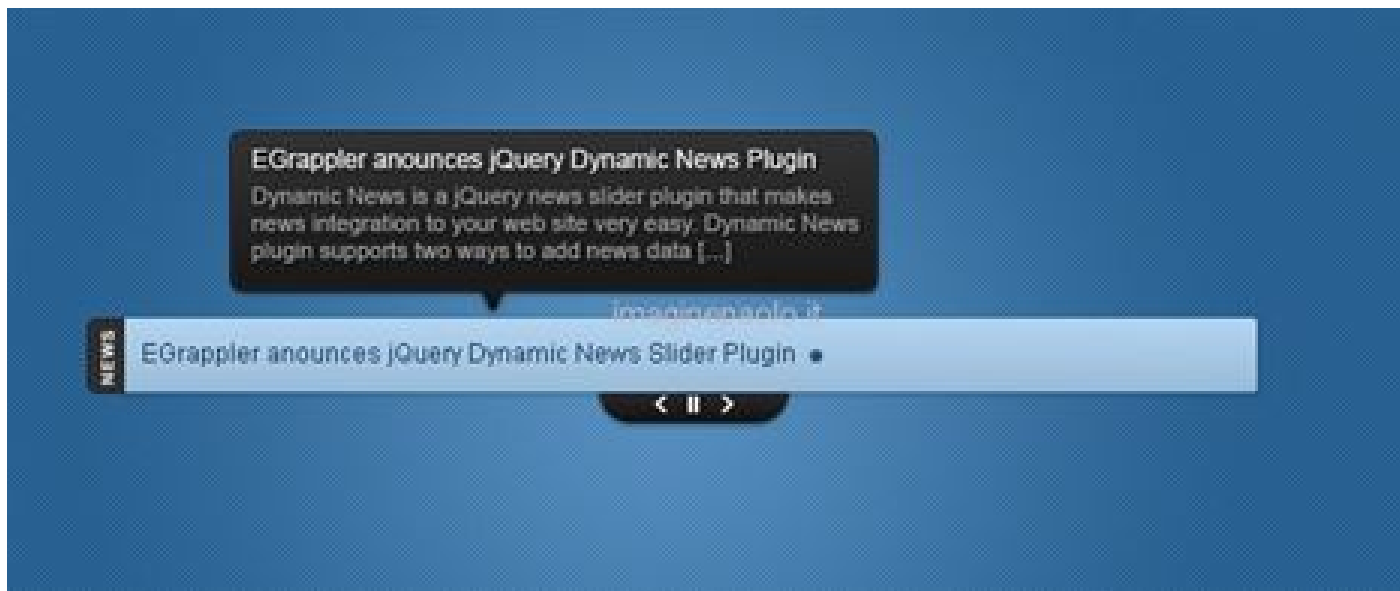 EGrappler anounces jQuery Dynamic News Plugin
Dynamic News is a jQuery news slider plugin that makes
news integration to your web site very easy. Dynamic News
plugin supports two ways to add news data [...]
NEWS
EGrappler anounces jQuery Dynamic News Slider Plugin